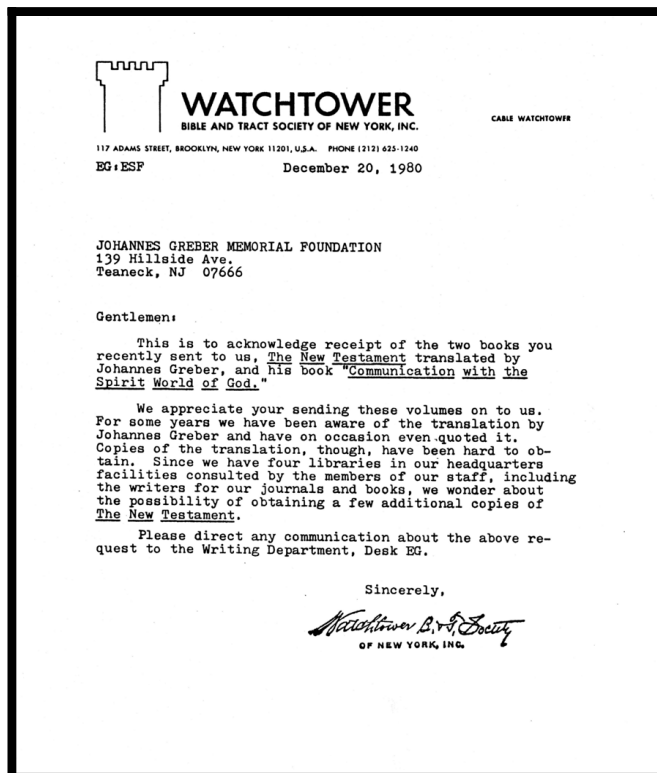 WATCHTOWER
BIBLE AND TRACT SOCIETY OF NEW YORK, INC.
CABLE WATCHTOWER
117 ADAMS STREET, BROOKLYN, NEW YORK 11201, U.S.A. PHONE (212) 625-1240
EG:ESF December 20, 1980
JOHANNES GREBER MEMORIAL FOUNDATION
139 Hillside Ave.
Teaneck, NJ 07666
Gentlemen:
This is to acknowledge receipt of the two books you
recently sent to us, The New Testament translated by
Johannes Greber, and his book "Communication with the
Spirit World of God."
We appreciate your sending these volumes on to us.
For some years we have been aware of the translation by
Johannes Greber and have on occasion even quoted it.
Copies of the translation, though, have been hard to ob-
tain. Since we have four libraries in our headquarters
facilities consulted by the members of our staff, including
the writers for our journals and books, we wonder about
the possibility of obtaining a few additional copies of
The New Testament.
Please direct any communication about the above re-
quest to the Writing Department, Desk EG.
Sincerely,
Watchtower B. & T. Society
OF NEW YORK, INC.